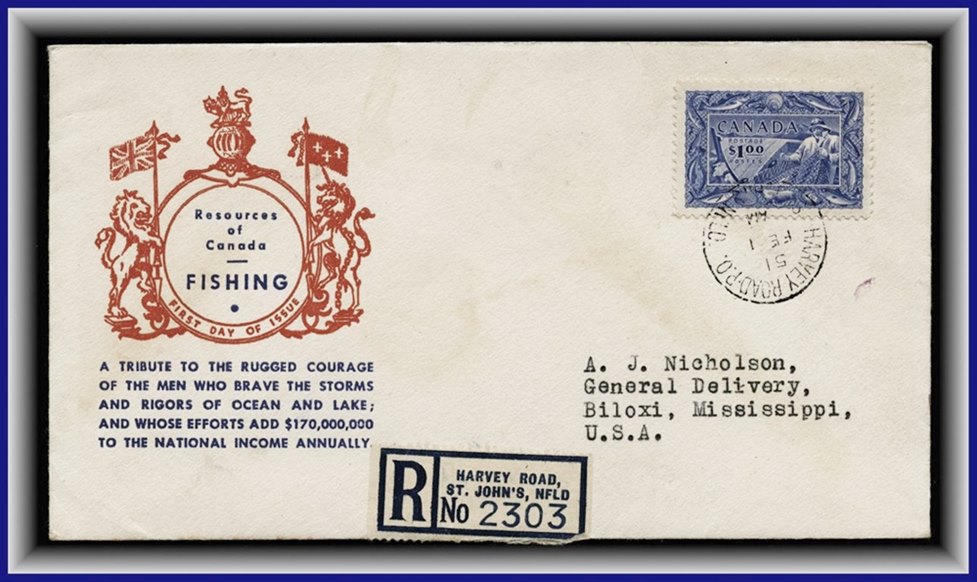 Resources
of
Canada
FISHING
FIRST DAY OF ISSUE
A TRIBUTE TO THE RUGGED COURAGE
OF THE MEN WHO BRAVE THE STORMS
AND RIGORS OF OCEAN AND LAKE;
AND WHOSE EFFORTS ADD $170,000,000
TO THE NATIONAL INCOME ANNUALLY.
CANADA
POSTAGE
$1.00
POSTES
HARVEY ROAD P.O.
NFLD.
AM
FE 1
51
A. J. Nicholson,
General Delivery,
Biloxi, Mississippi,
U.S.A.
R
HARVEY ROAD,
ST. JOHN'S, NFLD
No 2303